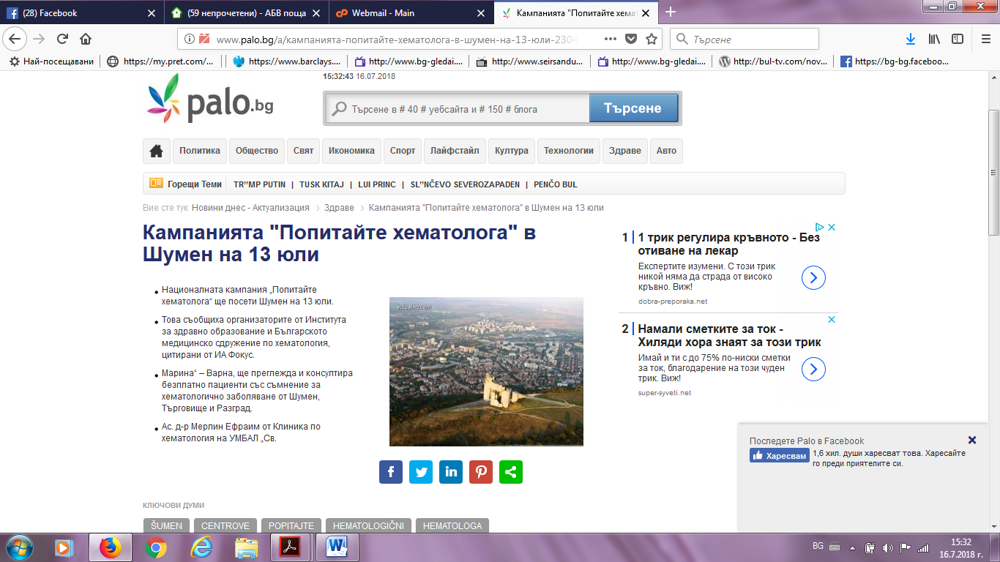 (28) Facebook
(59 непрочетени) - АБВ поща
Webmail - Main
Кампанията "Попитайте хемат
www.palo.bg/a/кампанията-попитайте-хематолога-в-шумен-на-13-юли-2304
Търсене
Най-посещавани
https://my.pret.com/...
https://www.barclays....
http://www.bg-gledai....
http://www.seirsandu...
http://www.bg-gledai....
http://bul-tv.com/nov...
https://bg-bg.faceboo...
15:32:43 16.07.2018
palo.bg
Търсене в # 40 # уебсайта и # 150 # блога
Търсене
Политика
Общество
Свят
Икономика
Спорт
Лайфстайл
Култура
Технологии
Здраве
Авто
Горещи Теми
TR"MP PUTIN | TUSK KITAJ | LUI PRINC | SL"NČEVO SEVEROZAPADEN | PENČO BUL
Вие сте тук Новини днес - Актуализация > Здраве > Кампанията "Попитайте хематолога" в Шумен на 13 юли
Кампанията "Попитайте хематолога" в
Шумен на 13 юли
Националната кампания „Попитайте
хематолога“ ще посети Шумен на 13 юли.
Това съобщиха организаторите от Института
за здравно образование и Българското
медицинско сдружение по хематология,
цитирани от ИА Фокус.
Марина“ – Варна, ще преглежда и консултира
безплатно пациенти със съмнение за
хематологично заболяване от Шумен,
Търговище и Разград.
Ас. д-р Мерлин Ефраим от Клиника по
хематология на УМБАЛ „Св.
actualno.com
1 1 трик регулира кръвното - Без
отиване на лекар
Експертите изумени. С този трик
никой няма да страда от високо
кръвно. Виж!
dobra-preporaka.net
2 Намали сметките за ток -
Хиляди хора знаят за този трик
Имай и ти с до 75% по-ниски сметки
за ток, благодарение на този чуден
трик. Виж!
super-syveti.net
Последете Palo в Facebook
Харесвам
1,6 хил. души харесват това. Харесайте
го преди приятелите си.
КЛЮЧОВИ ДУМИ
ŠUMEN
CENTROVE
POPITAJTE
HEMATOLOGIČNI
HEMATOLOGA
BG
15:32
16.7.2018 г.